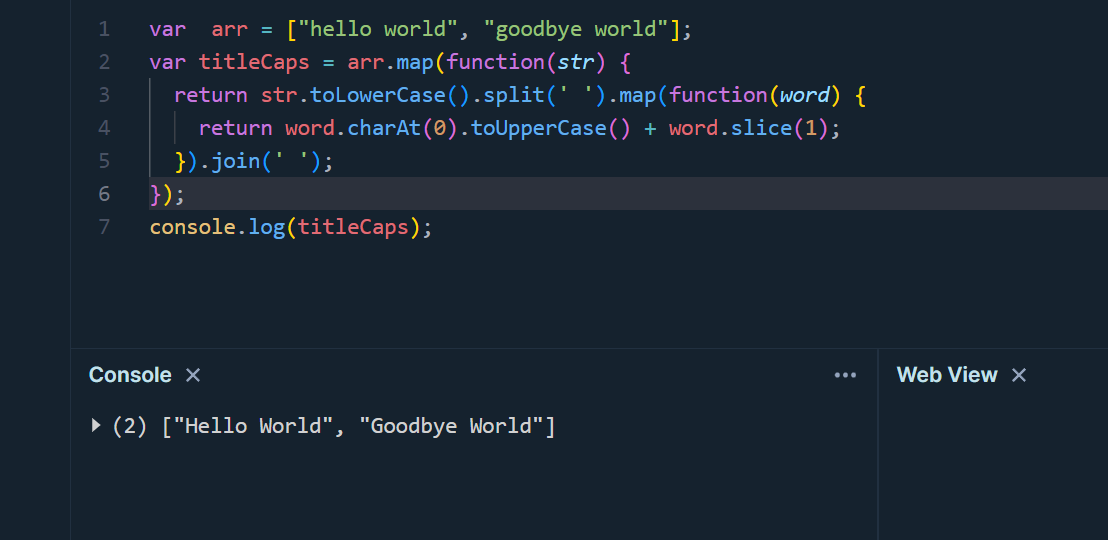 1 var  arr = ["hello world", "goodbye world"];
2 var titleCaps = arr.map(function(str) {
3   return str.toLowerCase().split(' ').map(function(word) {
4     return word.charAt(0).toUpperCase() + word.slice(1);
5   }).join(' ');
6 });
7 console.log(titleCaps);
Console ✕ ••• Web View ✕
▶ (2) ["Hello World", "Goodbye World"]